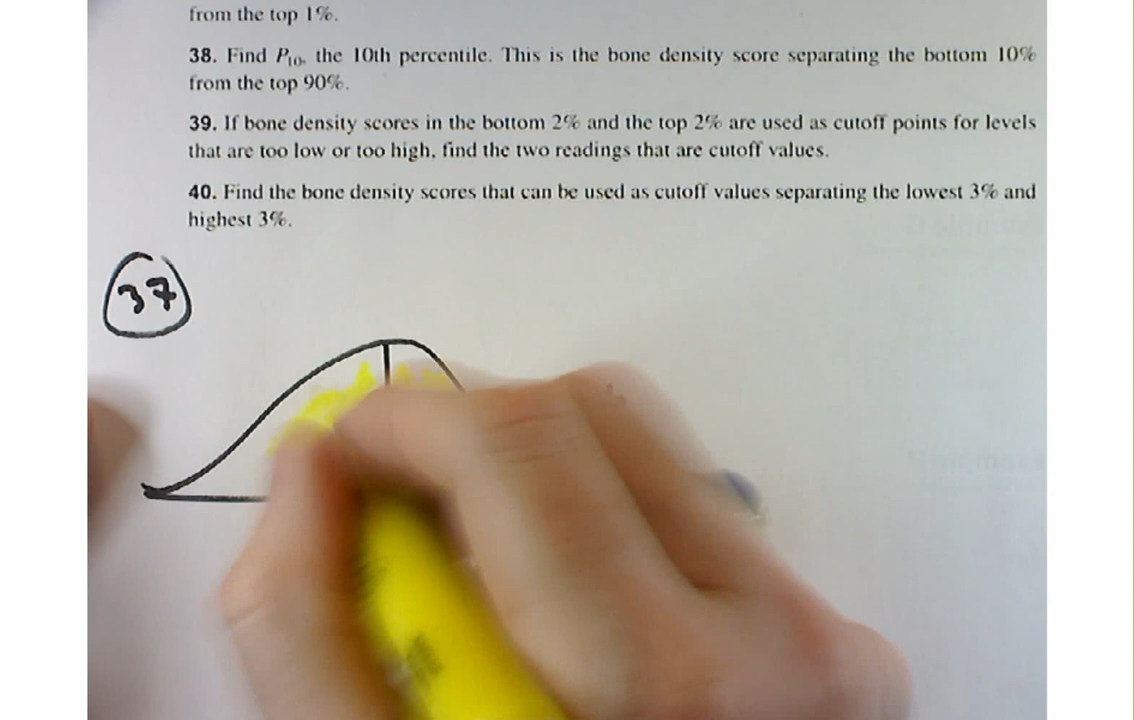 from the top 1%.
38. Find P10, the 10th percentile. This is the bone density score separating the bottom 10%
from the top 90%.
39. If bone density scores in the bottom 2% and the top 2% are used as cutoff points for levels
that are too low or too high, find the two readings that are cutoff values.
40. Find the bone density scores that can be used as cutoff values separating the lowest 3% and
highest 3%.
37